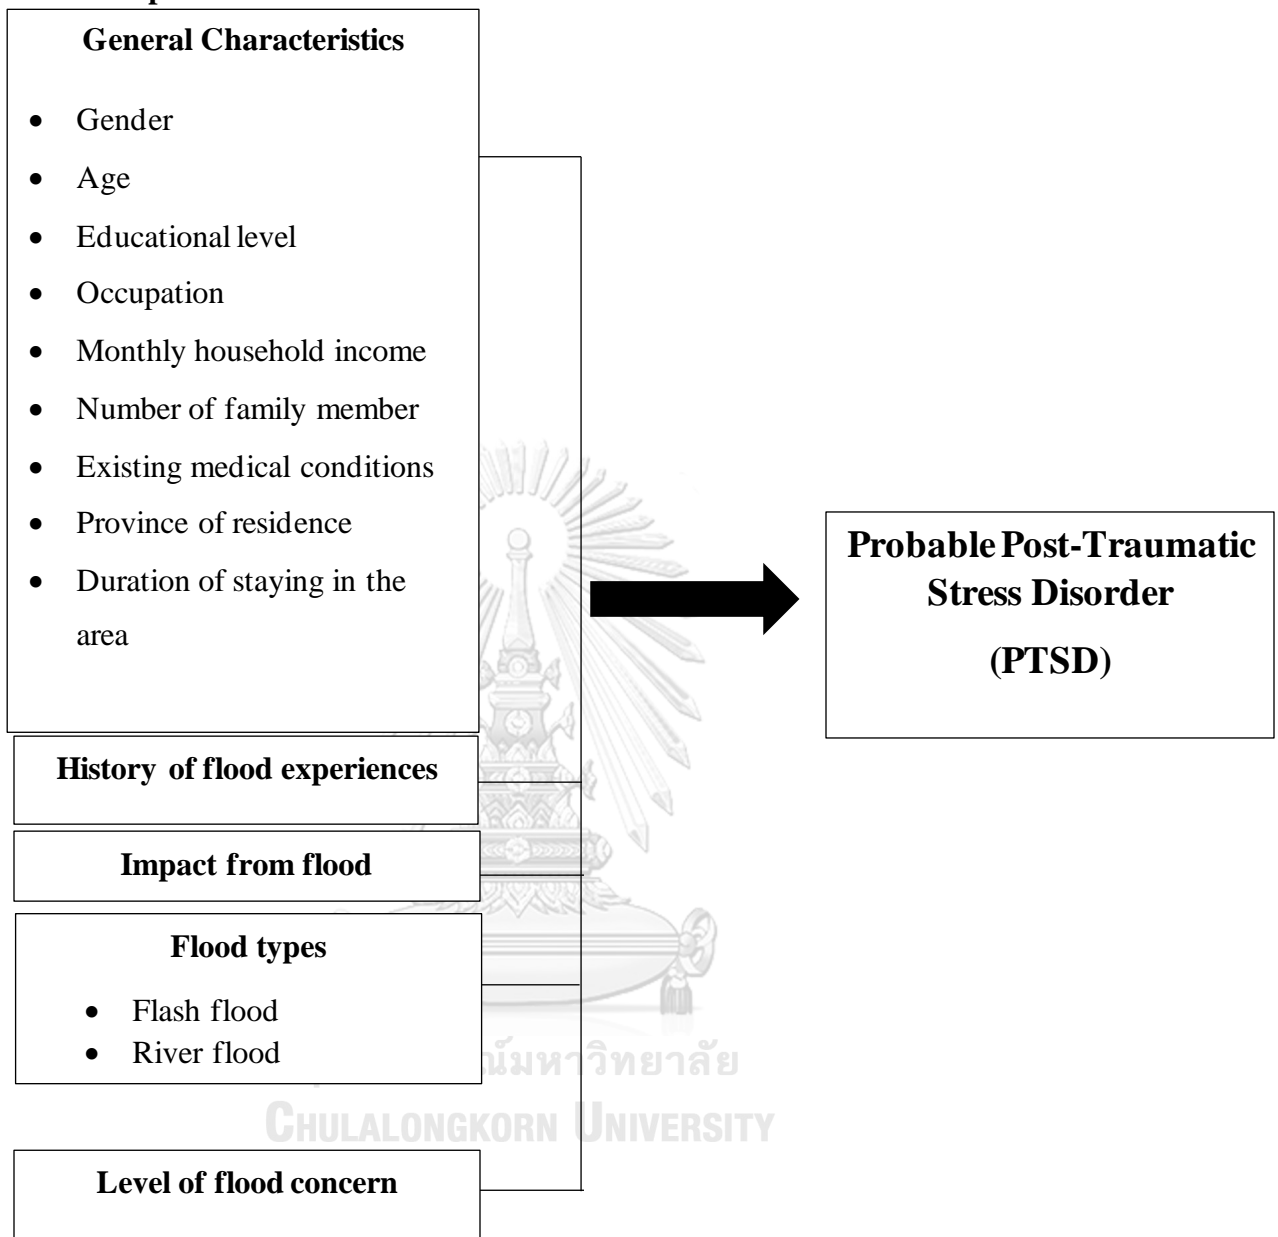 General Characteristics
• Gender
• Age
• Educational level
• Occupation
• Monthly household income
• Number of family member
• Existing medical conditions
• Province of residence
• Duration of staying in the
area
History of flood experiences
Impact from flood
Flood types
• Flash flood
• River flood
Level of flood concern
Probable Post-Traumatic
Stress Disorder
(PTSD)
ณ์มหาวิทยาลัย
CHULALONGKORN UNIVERSITY